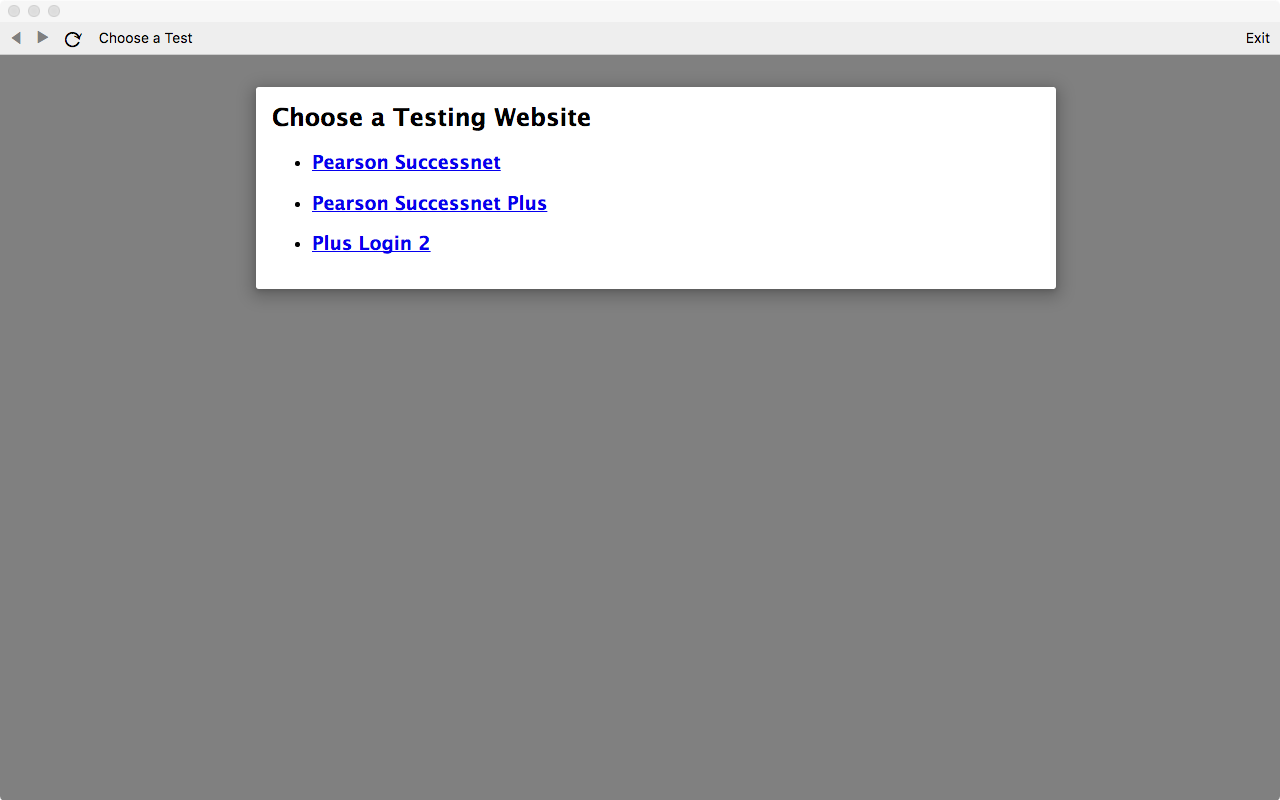 Choose a Test
Exit
Choose a Testing Website
Pearson Successnet
Pearson Successnet Plus
Plus Login 2